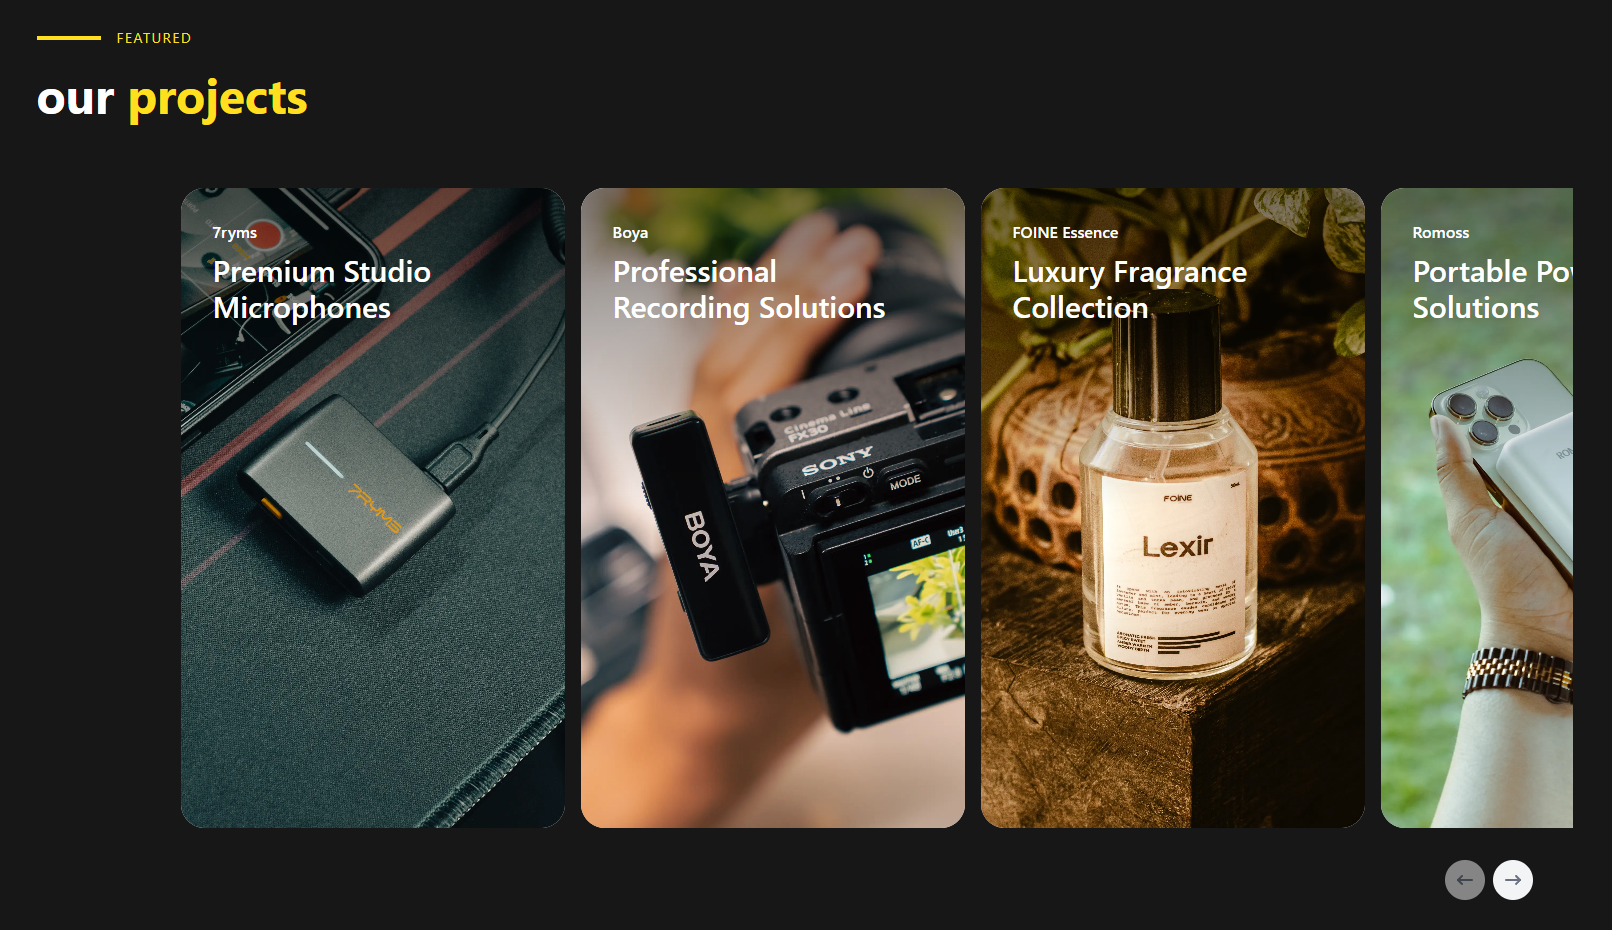 FEATURED
our projects
7ryms
Premium Studio
Microphones
7RYMS
Boya
Professional
Recording Solutions
Cinema Line
FX30
SONY
MODE
BOYA
AF-C
FOINE Essence
Luxury Fragrance
Collection
FOINE
Lexir
Romoss
Portable Po
Solutions